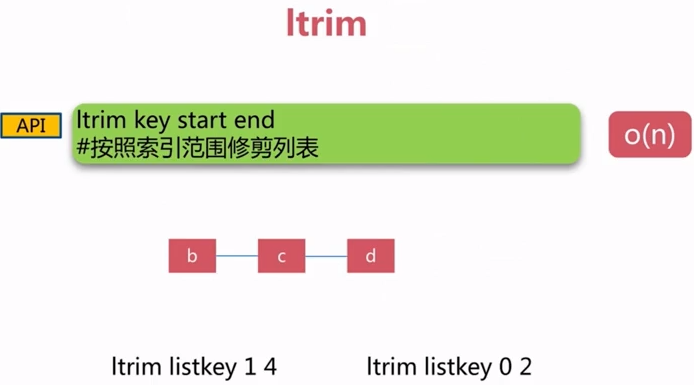 ltrim
API
ltrim key start end
#按照索引范围修剪列表
o(n)
b c d
ltrim listkey 1 4
ltrim listkey 0 2